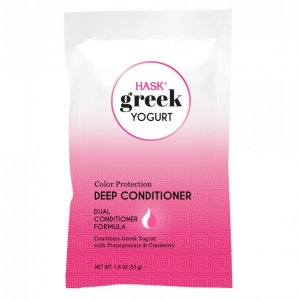 HASK®
greek
YOGURT
Color Protection
DEEP CONDITIONER
DUAL
CONDITIONER
FORMULA
Combines Greek Yogurt
with Pomegranate & Cranberry
NET WT. 1.8 OZ (53 g)